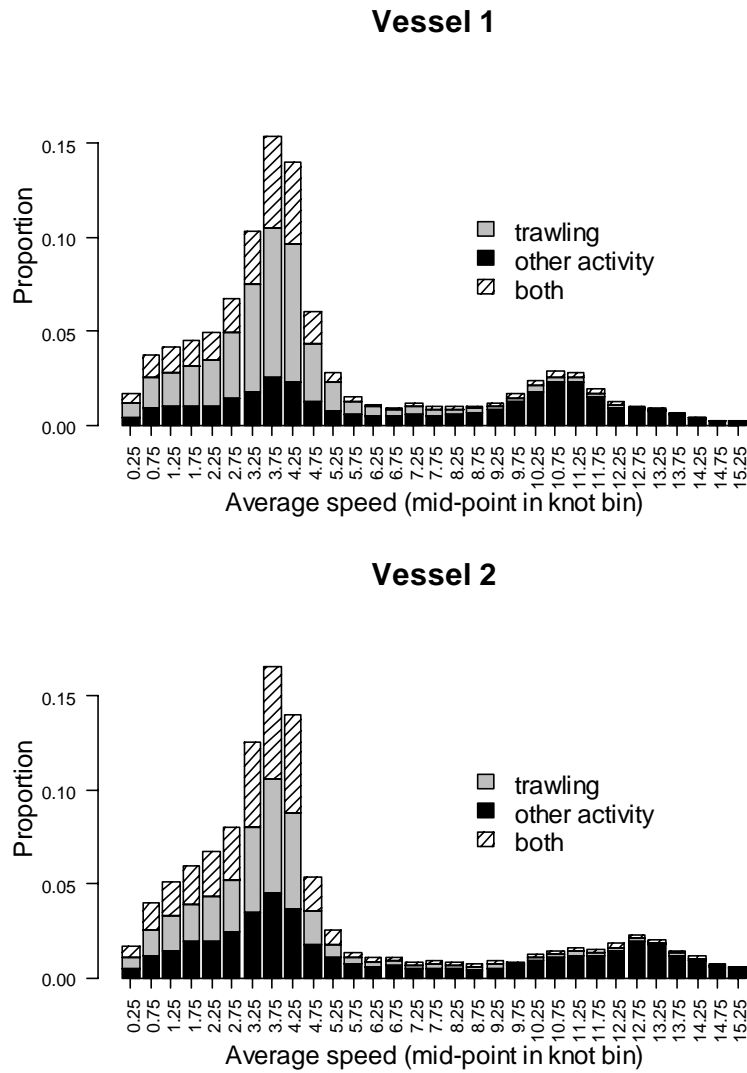 Vessel 1
0.15
0.10
0.05
0.00
Proportion
trawling
other activity
both
0.25 0.75 1.25 1.75 2.25 2.75 3.25 3.75 4.25 4.75 5.25 5.75 6.25 6.75 7.25 7.75 8.25 8.75 9.25 9.75 10.25 10.75 11.25 11.75 12.25 12.75 13.25 13.75 14.25 14.75 15.25
Average speed (mid-point in knot bin)
Vessel 2
0.15
0.10
0.05
0.00
Proportion
trawling
other activity
both
0.25 0.75 1.25 1.75 2.25 2.75 3.25 3.75 4.25 4.75 5.25 5.75 6.25 6.75 7.25 7.75 8.25 8.75 9.25 9.75 10.25 10.75 11.25 11.75 12.25 12.75 13.25 13.75 14.25 14.75 15.25
Average speed (mid-point in knot bin)